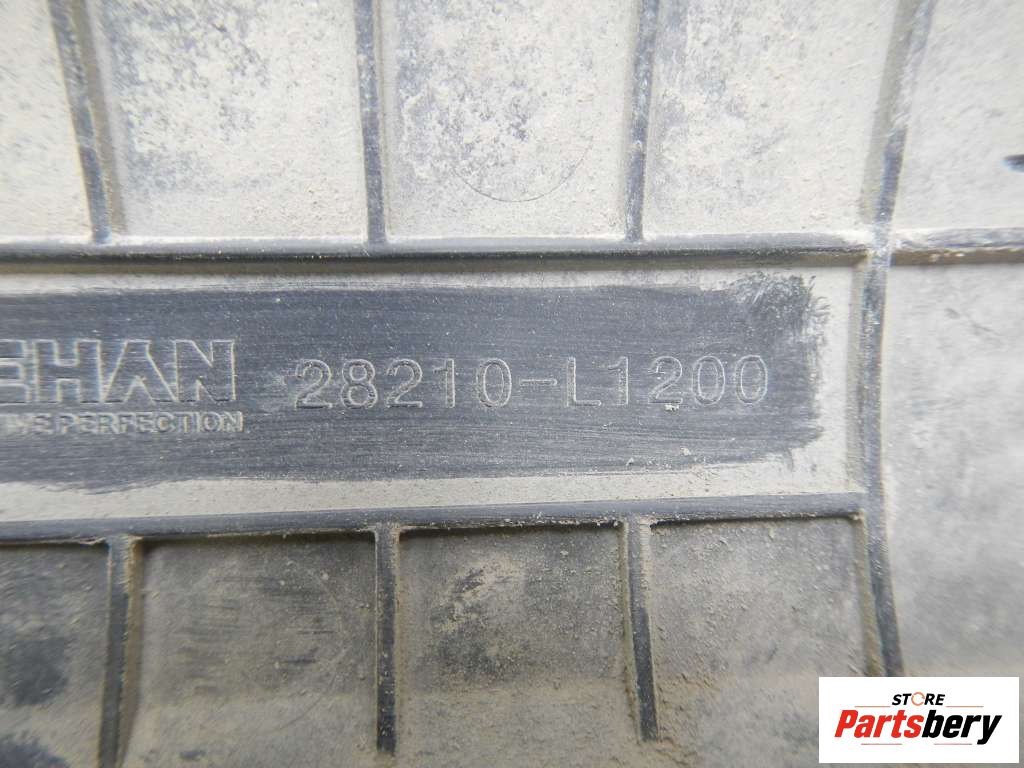 EHAN 28210-L1200
PERFECTION
STORE
Partsbery